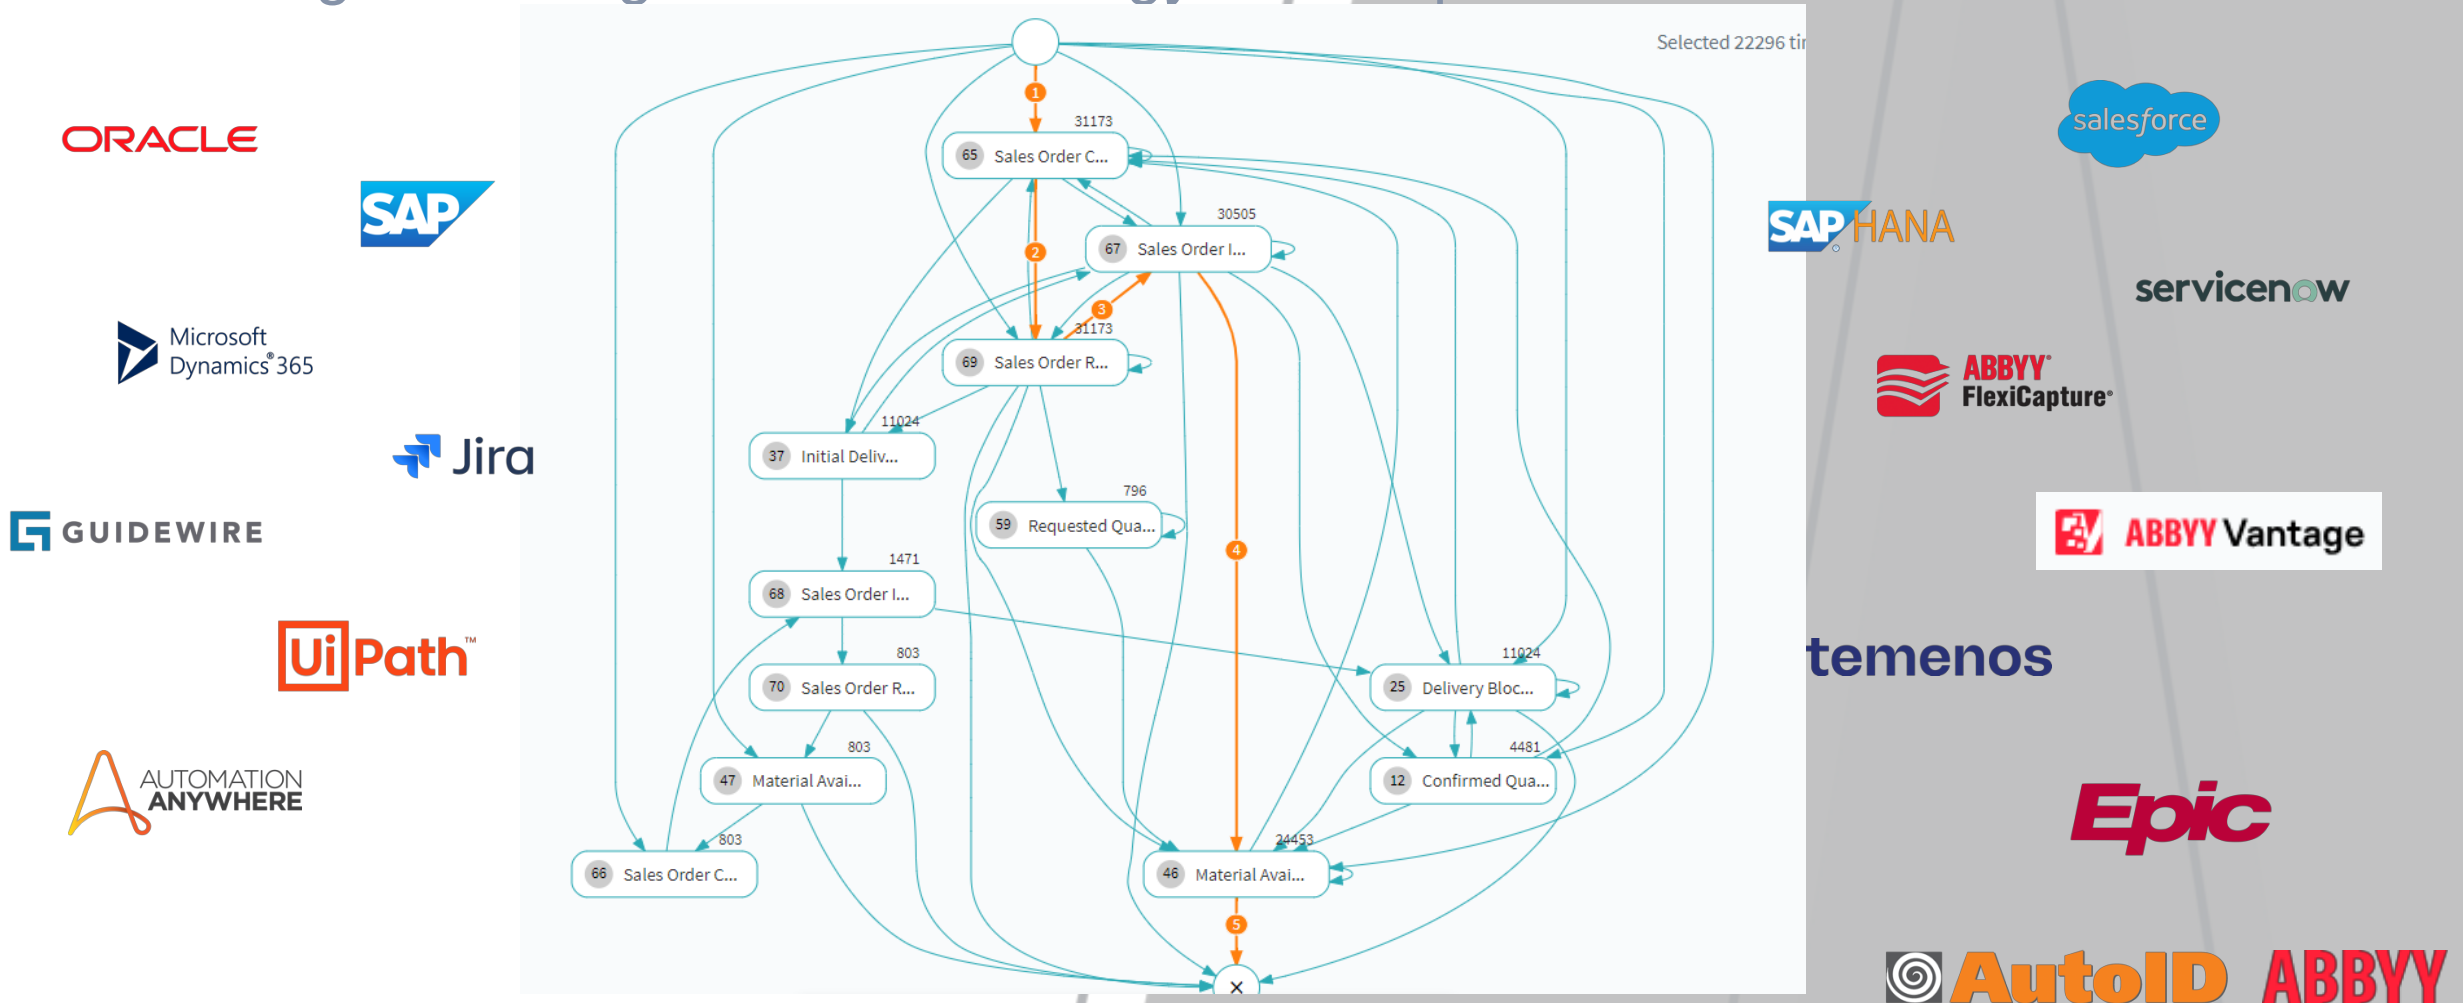 Selected 22296 tir
ORACLE
SAP
Microsoft
Dynamics® 365
Jira
GUIDEWIRE
UiPath™
AUTOMATION
ANYWHERE
1
31173
65 Sales Order C...
30505
67 Sales Order I...
2
3
31173
69 Sales Order R...
11024
37 Initial Deliv...
796
59 Requested Qua...
4
1471
68 Sales Order I...
803
70 Sales Order R...
11024
25 Delivery Bloc...
803
47 Material Avai...
4481
12 Confirmed Qua...
803
66 Sales Order C...
24453
46 Material Avai...
5
salesforce
SAP® HANA
servicenow
ABBYY®
FlexiCapture®
ABBYY Vantage
temenos
Epic
AutoID ABBYY